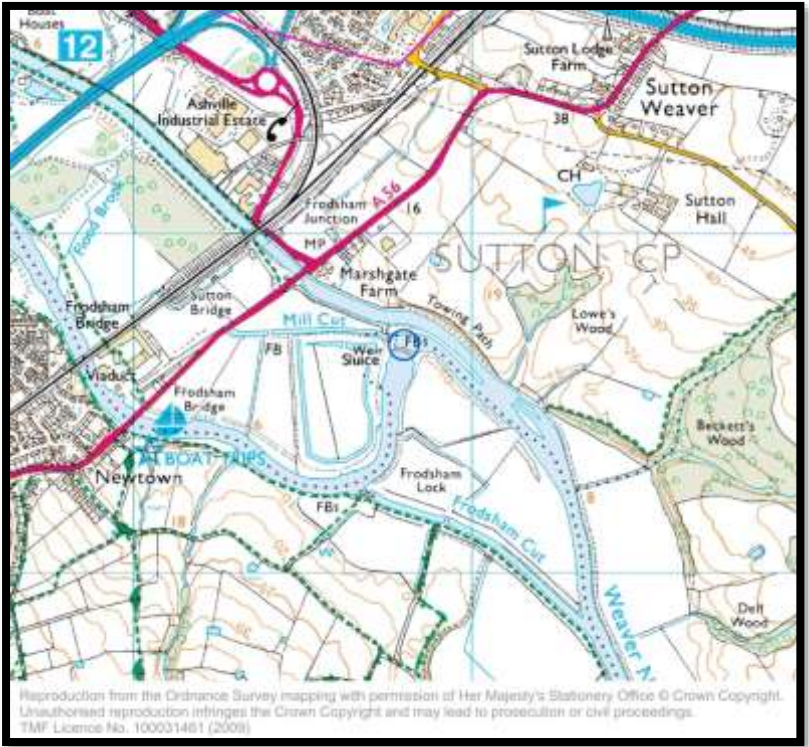 Houses
12
6
Sutton Lodge
Farm
Sutton
Weaver
Ashville
Industrial Estate
38
CH
Sutton
Hall
A 56
16
Frodsham
Junction
MP
SUTTON CP
Marshgate
Farm
Sutton
Bridge
Frodsham
Bridge
Towing Path
Lowe's
Wood
Mill Cut
FB
Weir
Sluice
FBs
Viaduct
Frodsham
Bridge
Beckett's
Wood
BOAT TRIPS
Newtown
Frodsham
Lock
8
FBs
Frodsham Cut
Weaver N
Dell
Wood
Reproduction from the Ordnance Survey mapping with permission of Her Majesty's Stationery Office © Crown Copyright.
Unauthorised reproduction infringes the Crown Copyright and may lead to prosecution or civil proceedings.
TMF Licence No. 100031461 (2009)